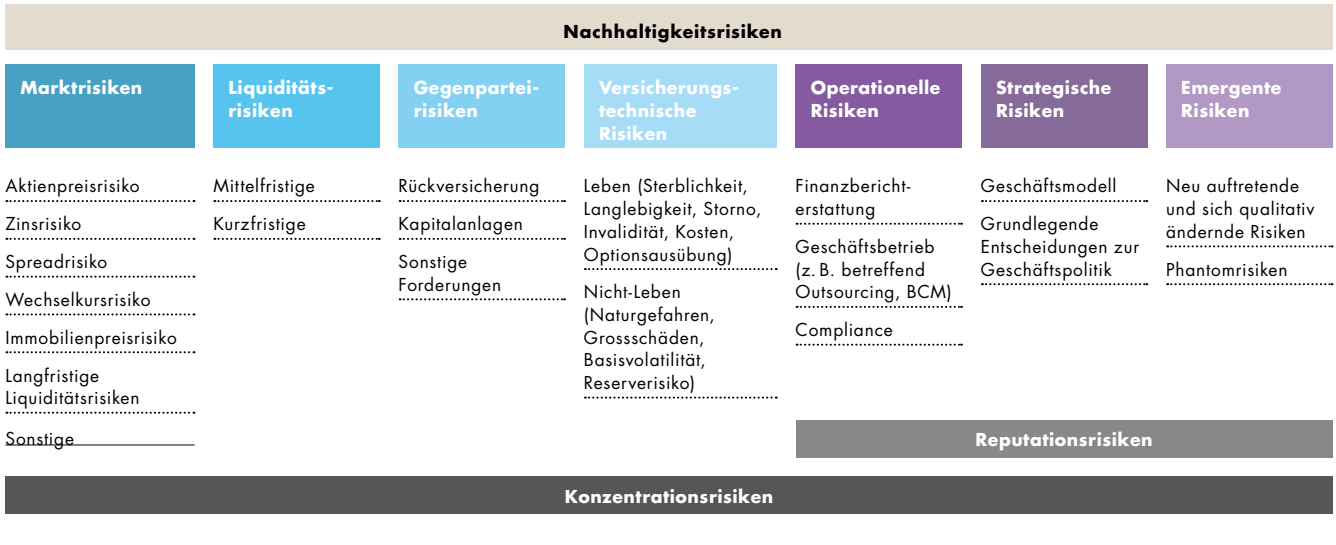 Nachhaltigkeitsrisiken
Marktrisiken
Aktienpreisrisiko
Zinsrisiko
Spreadrisiko
Wechselkursrisiko
Immobilienpreisrisiko
Langfristige
Liquiditätsrisiken
Sonstige
Liquiditäts-
risiken
Mittelfristige
Kurzfristige
Gegenpartei-
risiken
Rückversicherung
Kapitalanlagen
Sonstige
Forderungen
Versicherungs-
technische
Risiken
Leben (Sterblichkeit,
Langlebigkeit, Storno,
Invalidität, Kosten,
Optionsausübung)
Nicht-Leben
(Naturgefahren,
Grossschäden,
Basisvolatilität,
Reserverisiko)
Operationelle
Risiken
Finanzbericht-
erstattung
Geschäftsbetrieb
(z. B. betreffend
Outsourcing, BCM)
Compliance
Strategische
Risiken
Geschäftsmodell
Grundlegende
Entscheidungen zur
Geschäftspolitik
Emergente
Risiken
Neu auftretende
und sich qualitativ
ändernde Risiken
Phantomrisiken
Reputationsrisiken
Konzentrationsrisiken